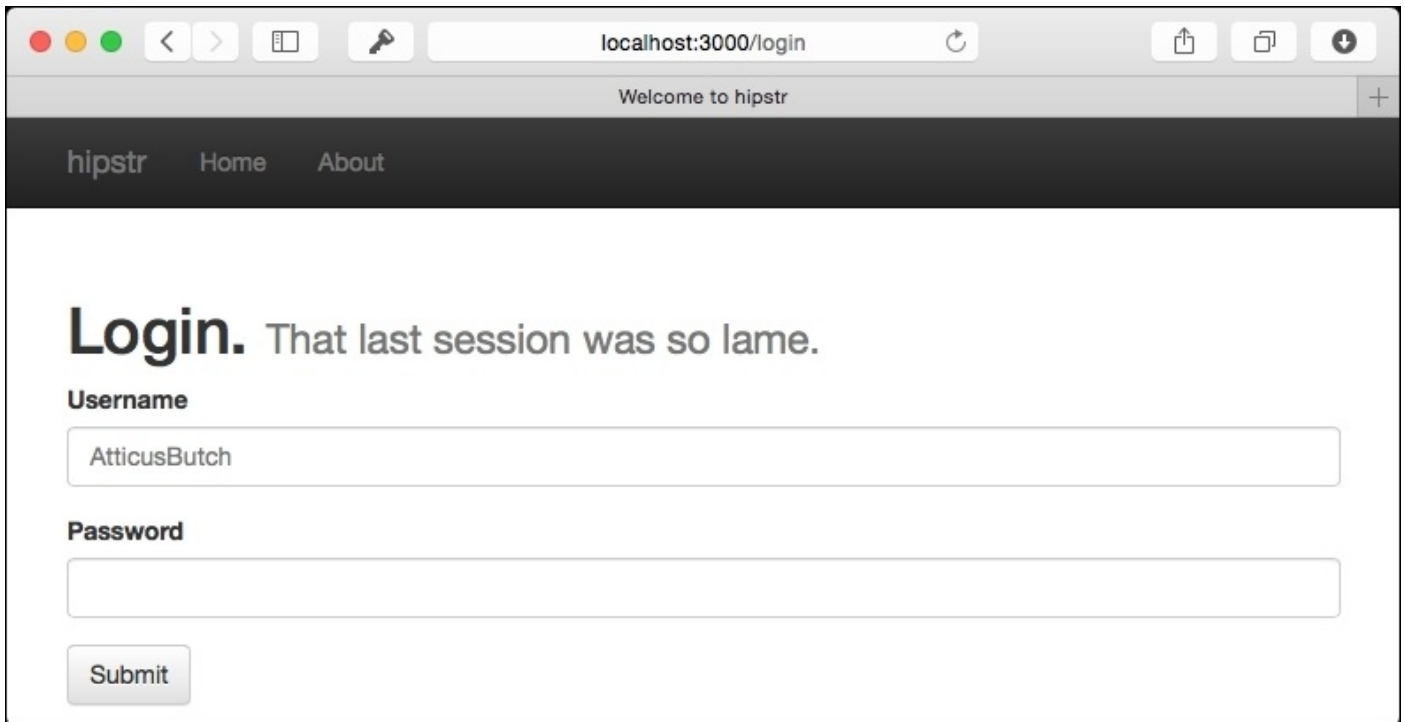 localhost:3000/login
Welcome to hipstr
hipstr Home About
Login. That last session was so lame.
Username
AtticusButch
Password
Submit